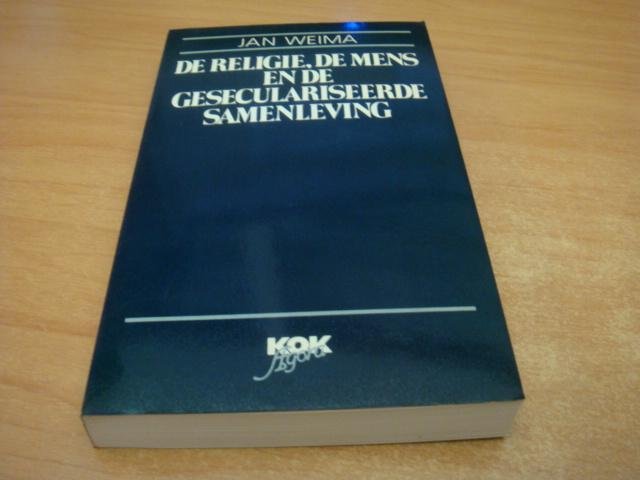 JAN WEIMA
DE RELIGIE, DE MENS
EN DE
GESECULARISEERDE
SAMENLEVING
KOK
Agora